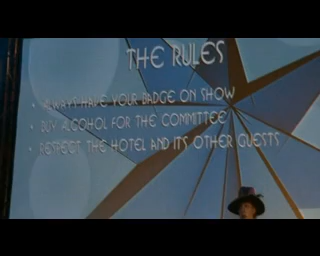 THE RULES
• ALWAYS HAVE YOUR BADGE ON SHOW
• BUY ALCOHOL FOR THE COMMITTEE
• RESPECT THE HOTEL AND ITS OTHER GUESTS